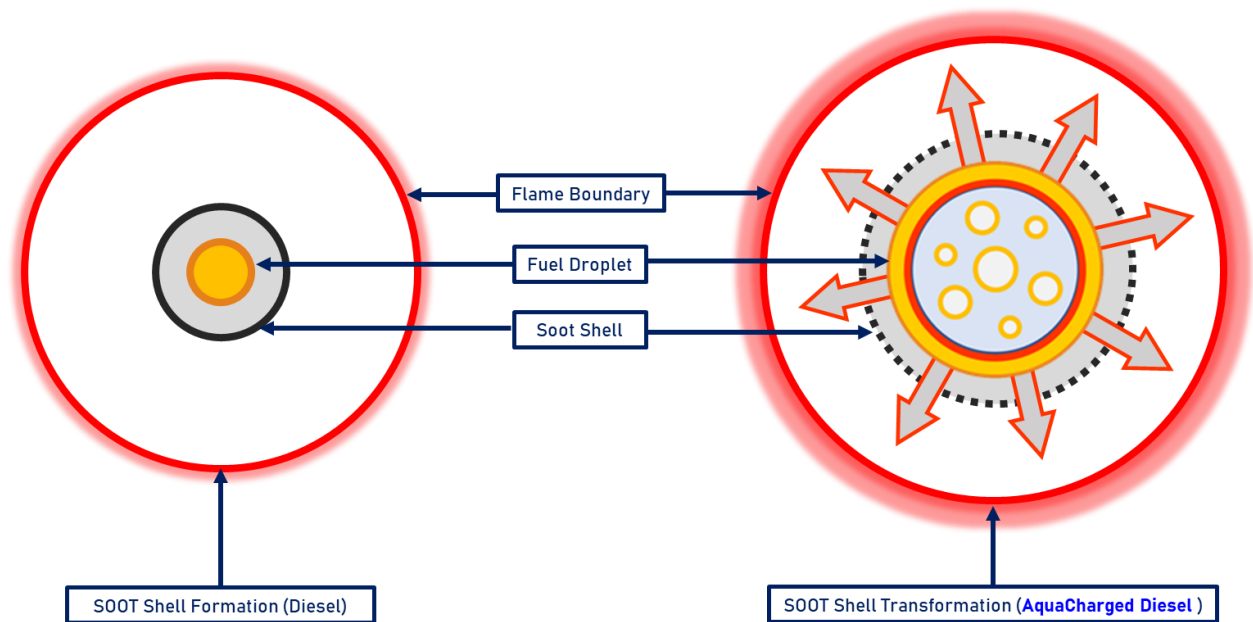 Flame Boundary
Fuel Droplet
Soot Shell
SOOT Shell Formation (Diesel)
SOOT Shell Transformation (AquaCharged Diesel )